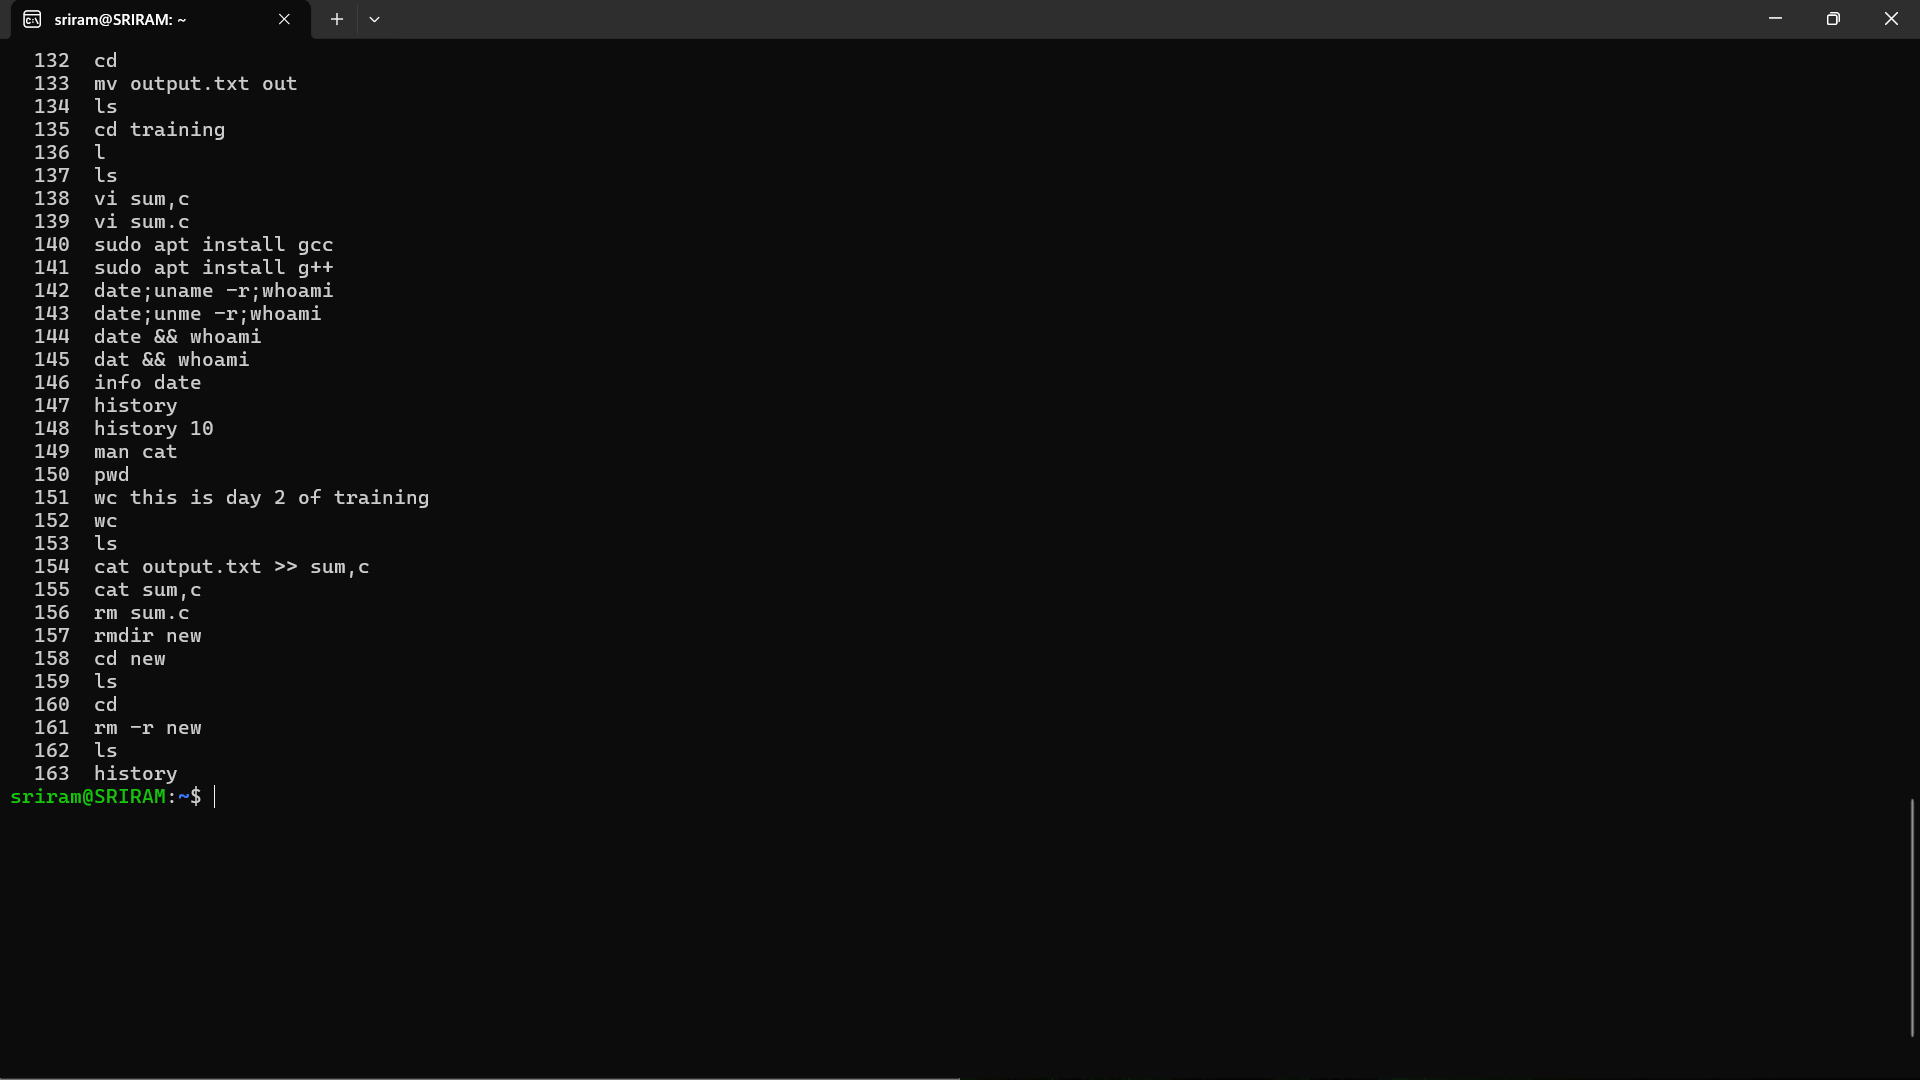 sriram@SRIRAM: ~
132 cd
133 mv output.txt out
134 ls
135 cd training
136 l
137 ls
138 vi sum,c
139 vi sum.c
140 sudo apt install gcc
141 sudo apt install g++
142 date;uname -r;whoami
143 date;unme -r;whoami
144 date && whoami
145 dat && whoami
146 info date
147 history
148 history 10
149 man cat
150 pwd
151 wc this is day 2 of training
152 wc
153 ls
154 cat output.txt >> sum,c
155 cat sum,c
156 rm sum.c
157 rmdir new
158 cd new
159 ls
160 cd
161 rm -r new
162 ls
163 history
sriram@SRIRAM:~$